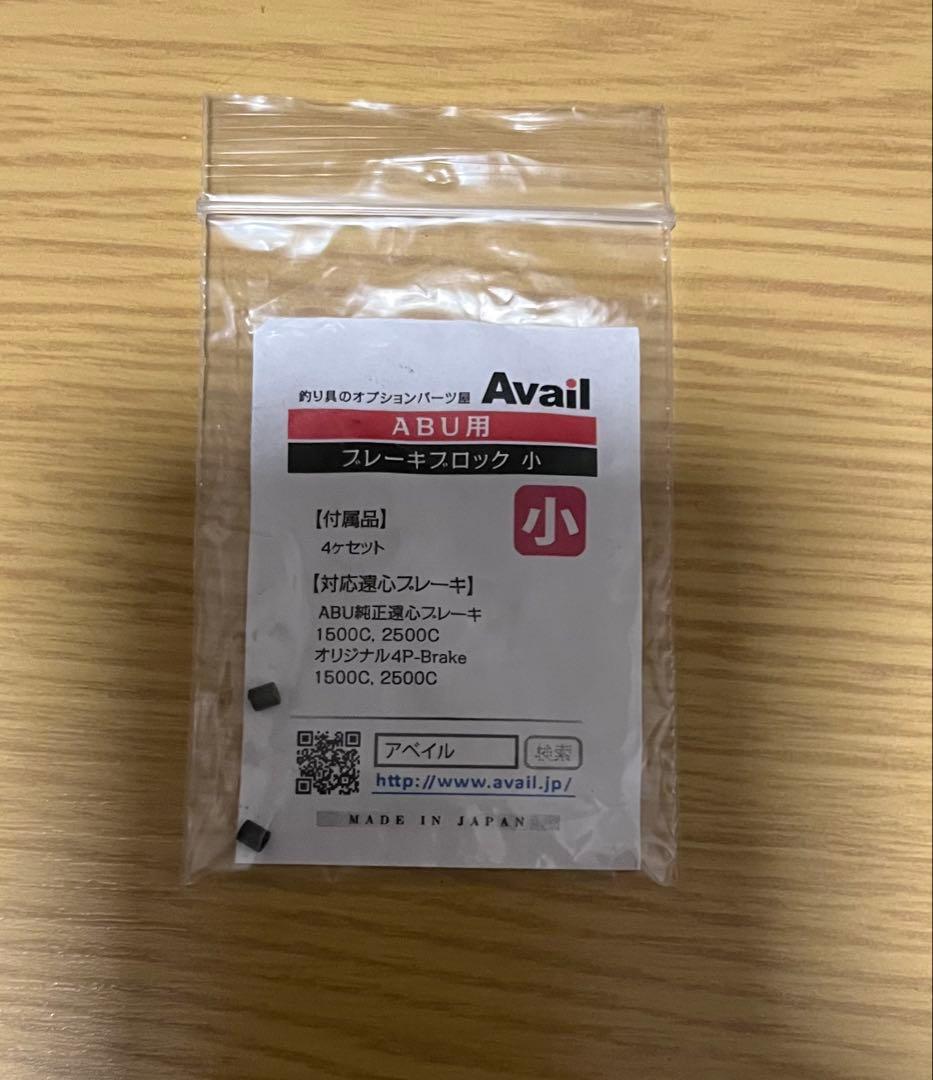 釣り具のオプションパーツ屋 Avail
ABU用
ブレーキブロック 小
小
【付属品】
4ヶセット
【対応遠心ブレーキ】
ABU純正遠心ブレーキ
1500C, 2500C
オリジナル4P-Brake
1500C, 2500C
アベイル 検索
http://www.avail.jp/
MADE IN JAPAN